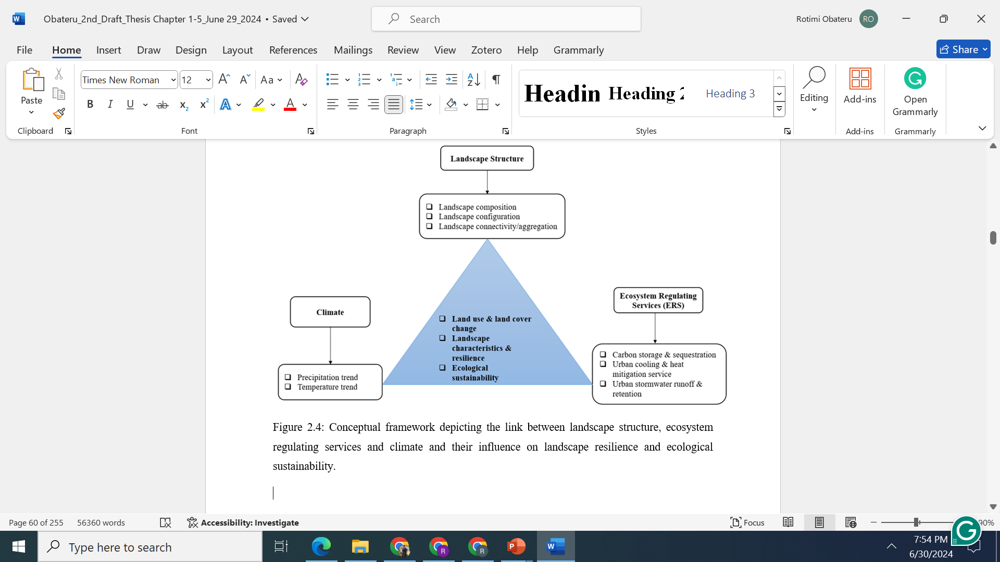 Obateru_2nd_Draft_Thesis Chapter 1-5_June 29_2024 • Saved
Search
Rotimi Obateru
RO
File
Home
Insert
Draw
Design
Layout
References
Mailings
Review
View
Zotero
Help
Grammarly
Share
Paste
Clipboard
Times New Roman
12
Aa
Font
Paragraph
Headin
Heading 2
Heading 3
Styles
Editing
Add-ins
Add-ins
Open
Grammarly
Grammarly
Landscape Structure
Landscape composition
Landscape configuration
Landscape connectivity/aggregation
Climate
Precipitation trend
Temperature trend
Land use & land cover
change
Landscape
characteristics &
resilience
Ecological
sustainability
Ecosystem Regulating
Services (ERS)
Carbon storage & sequestration
Urban cooling & heat
mitigation service
Urban stormwater runoff &
retention
Figure 2.4: Conceptual framework depicting the link between landscape structure, ecosystem
regulating services and climate and their influence on landscape resilience and ecological
sustainability.
Page 60 of 255
56360 words
Accessibility: Investigate
Focus
90%
Type here to search
7:54 PM
6/30/2024